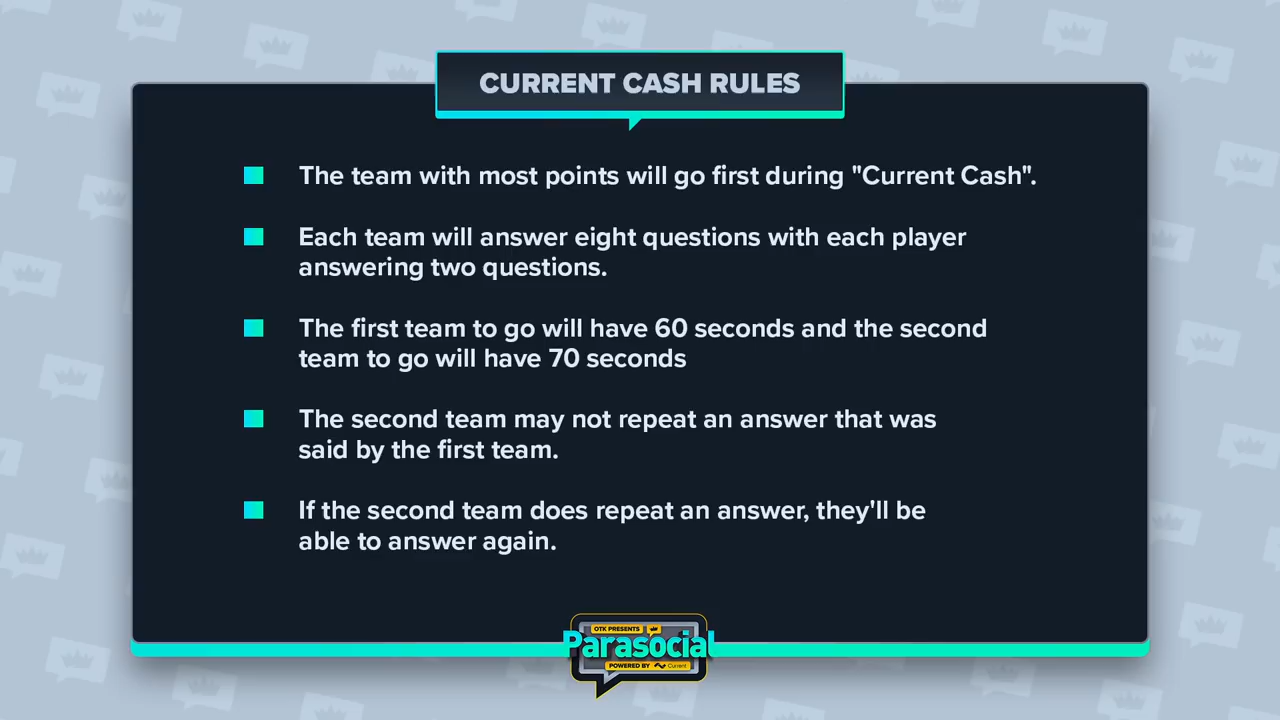 CURRENT CASH RULES
The team with most points will go first during "Current Cash".
Each team will answer eight questions with each player
answering two questions.
The first team to go will have 60 seconds and the second
team to go will have 70 seconds
The second team may not repeat an answer that was
said by the first team.
If the second team does repeat an answer, they'll be
able to answer again.
OTK PRESENTS
Parasocial
POWERED BY Current